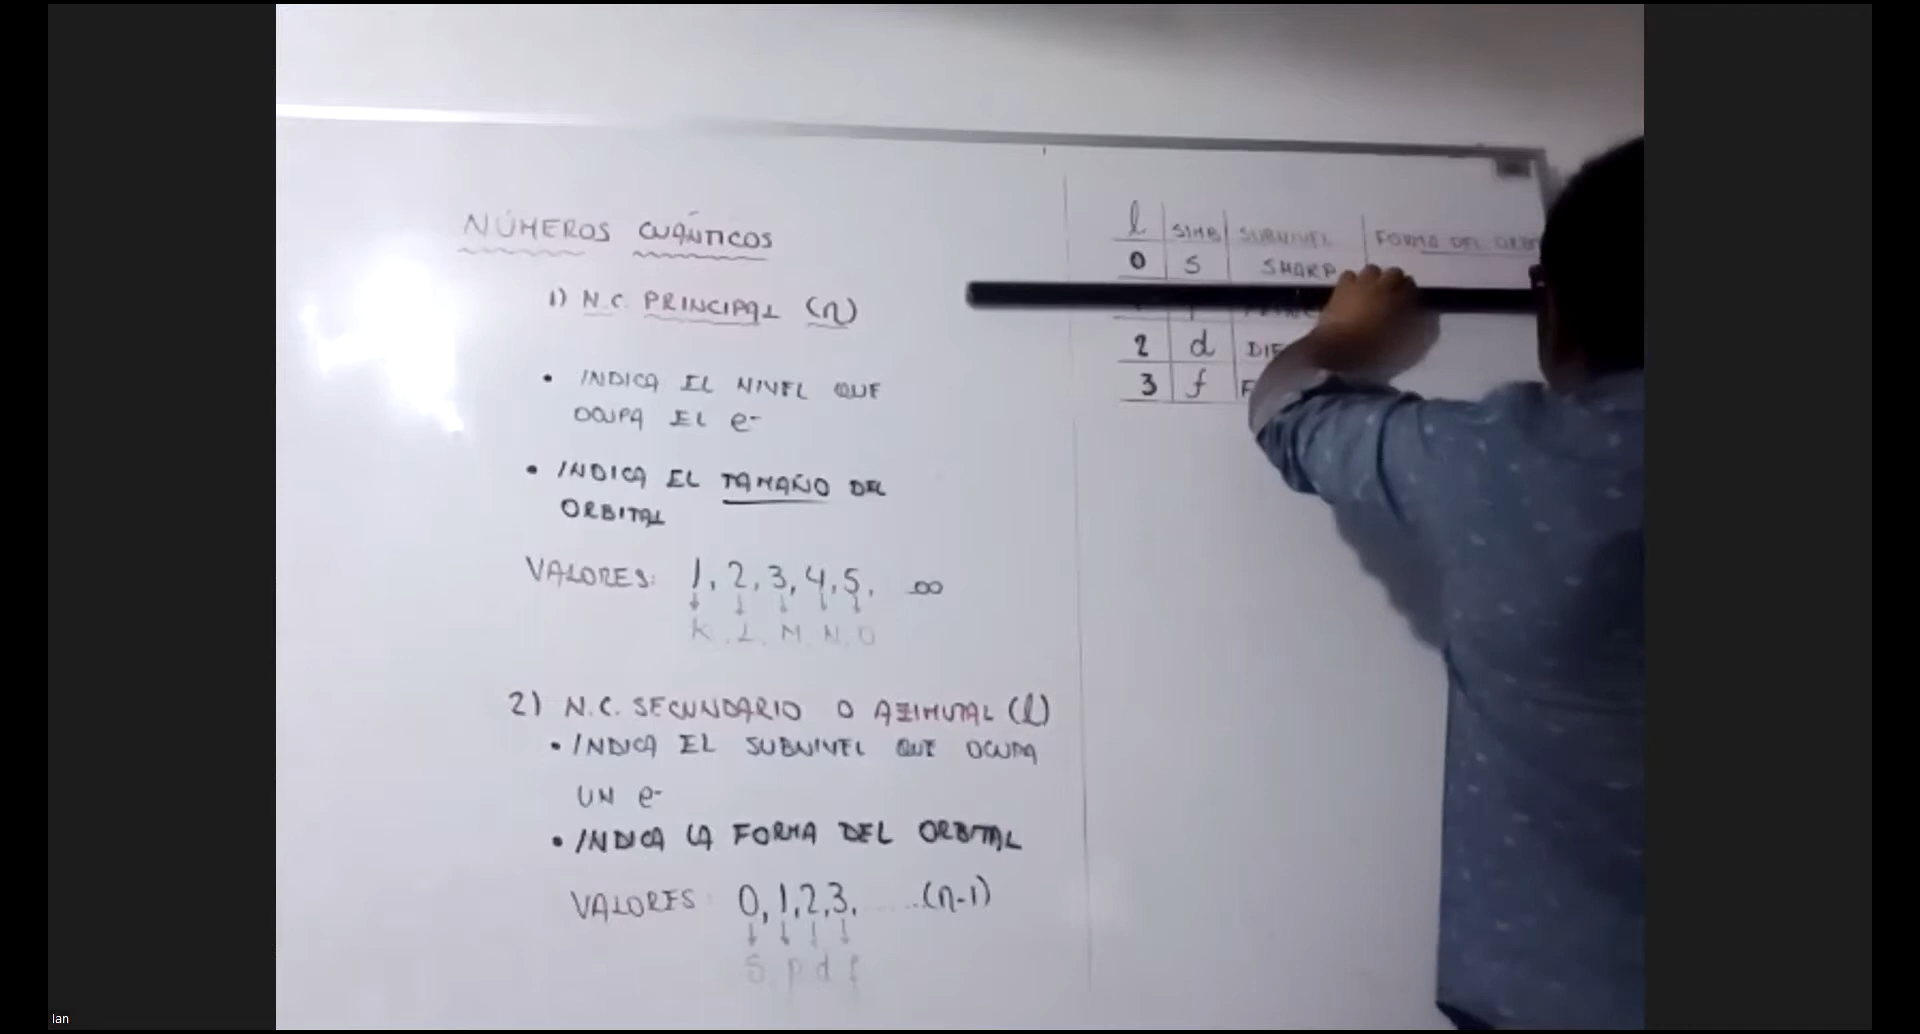 NÚMEROS CUÁNTICOS
1) N.C. PRINCIPAL (n)
• INDICA EL NIVEL QUE
OCUPA EL e-
• INDICA EL TAMAÑO DEL
ORBITAL
VALORES: 1, 2, 3, 4, 5, ∞
K. L. M. N. O
2) N.C. SECUNDARIO O AZIMUTAL (l)
• INDICA EL SUBNIVEL QUE OCUPA
UN e-
• INDICA LA FORMA DEL ORBITAL
VALORES: 0, 1, 2, 3, .....(n-1)
S. p d f
l SIMB SUBNIVEL FORMA DEL
0 S SHARP
2 d
3 f
Ian